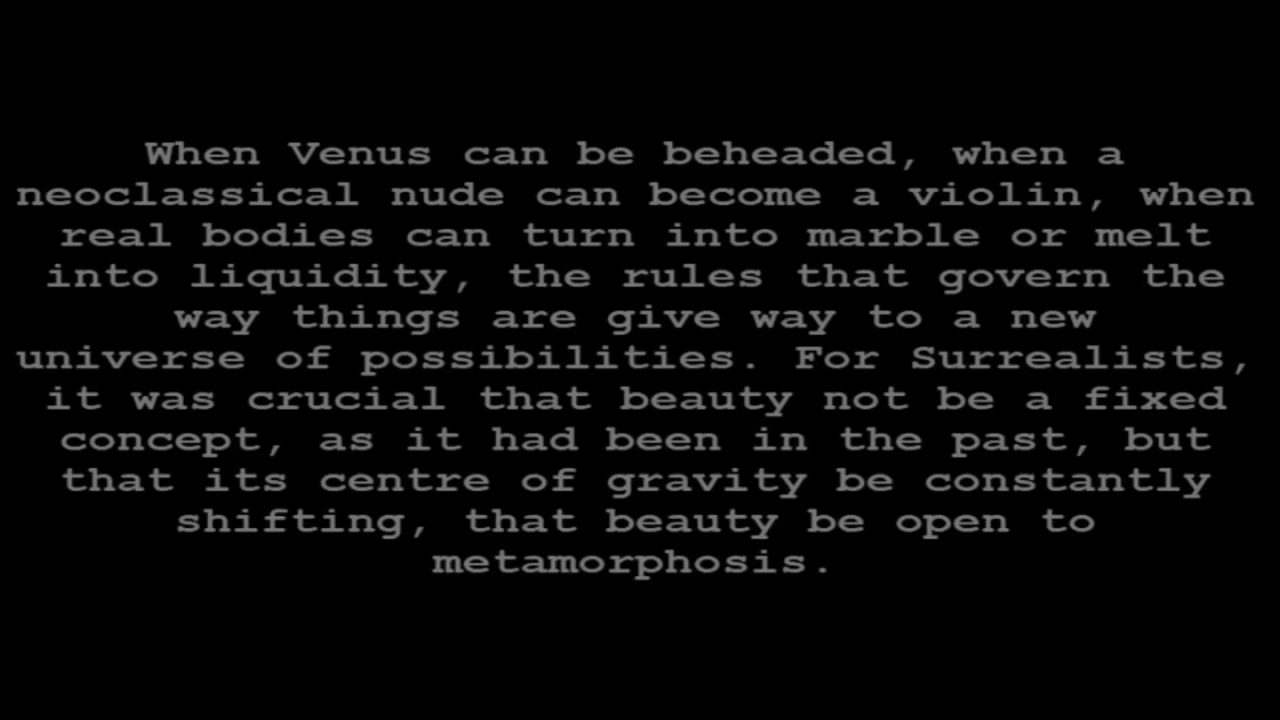 When Venus can be beheaded, when a
neoclassical nude can become a violin, when
real bodies can turn into marble or melt
into liquidity, the rules that govern the
way things are give way to a new
universe of possibilities. For Surrealists,
it was crucial that beauty not be a fixed
concept, as it had been in the past, but
that its centre of gravity be constantly
shifting, that beauty be open to
metamorphosis.